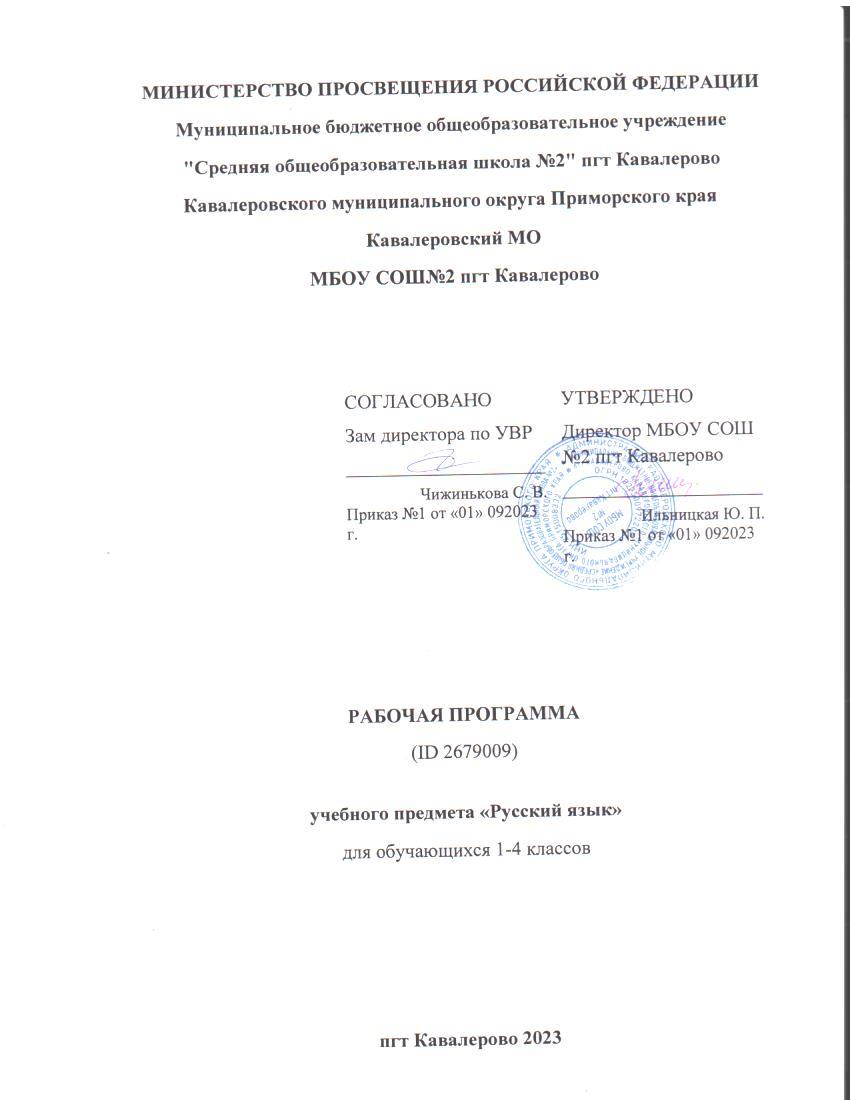 МИНИСТЕРСТВО ПРОСВЕЩЕНИЯ РОССИЙСКОЙ ФЕДЕРАЦИИ
Муниципальное бюджетное общеобразовательное учреждение
"Средняя общеобразовательная школа №2" пгт Кавалерово
Кавалеровского муниципального округа Приморского края
Кавалеровский МО
МБОУ СОШ№2 пгт Кавалерово
СОГЛАСОВАНО
Зам директора по УВР
Чижинькова С. В.
Приказ №1 от «01» 092023
г.
УТВЕРЖДЕНО
Директор МБОУ СОШ
№2 пгт Кавалерово
Ильницкая Ю. П.
Приказ №1 от «01» 092023
г.
РАБОЧАЯ ПРОГРАММА
(ID 2679009)
учебного предмета «Русский язык»
для обучающихся 1-4 классов
пгт Кавалерово 2023